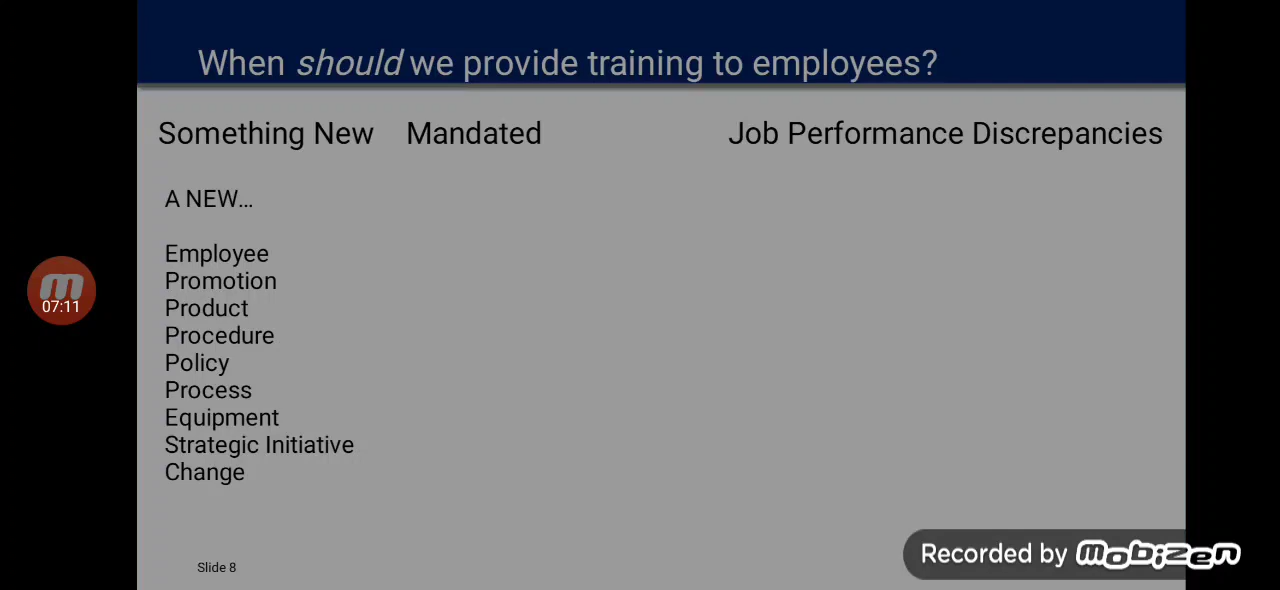 When should we provide training to employees?
Something New Mandated Job Performance Discrepancies
A NEW...
Employee
Promotion
Product
Procedure
Policy
Process
Equipment
Strategic Initiative
Change
07:11
Slide 8
Recorded by mobizen